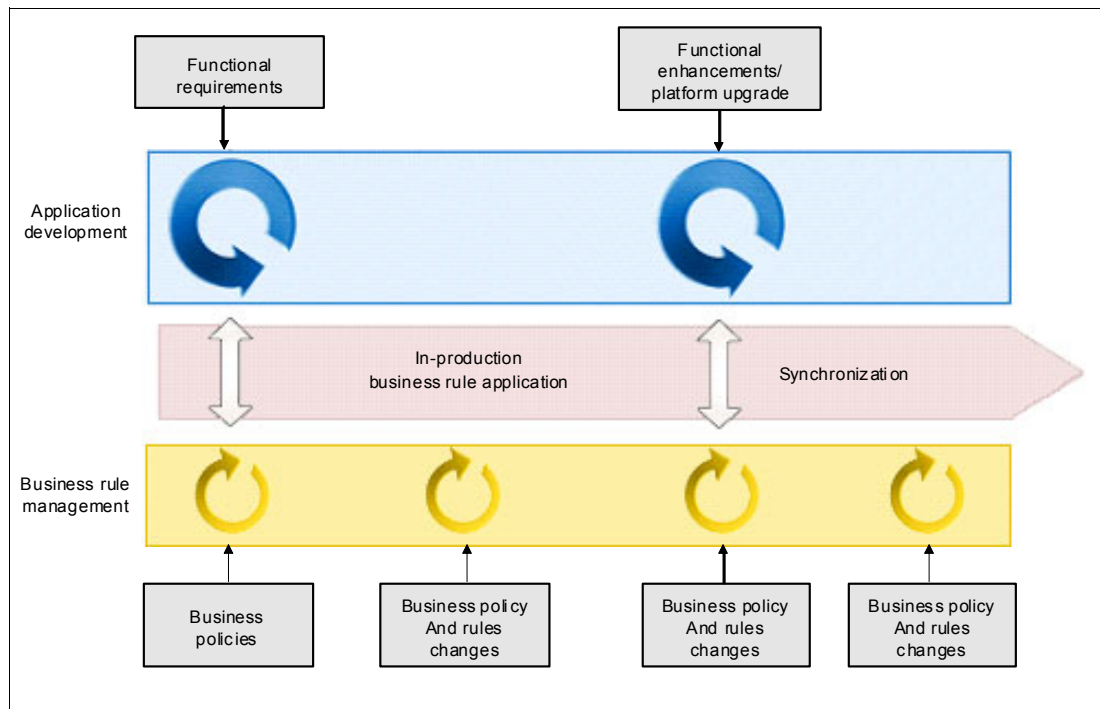 Functional
requirements
Functional
enhancements/
platform upgrade
Application
development
In-production
business rule application
Synchronization
Business rule
management
Business
policies
Business policy
And rules
changes
Business policy
And rules
changes
Business policy
And rules
changes